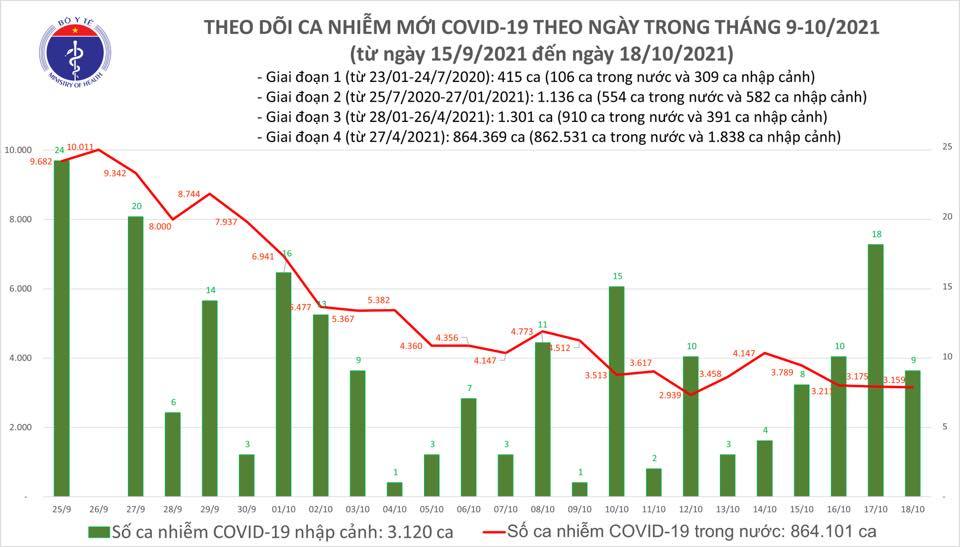 BỘ Y TẾ
MINISTRY OF HEALTH
THEO DÕI CA NHIỄM MỚI COVID-19 THEO NGÀY TRONG THÁNG 9-10/2021
(từ ngày 15/9/2021 đến ngày 18/10/2021)
- Giai đoạn 1 (từ 23/01-24/7/2020): 415 ca (106 ca trong nước và 309 ca nhập cảnh)
- Giai đoạn 2 (từ 25/7/2020-27/01/2021): 1.136 ca (554 ca trong nước và 582 ca nhập cảnh)
- Giai đoạn 3 (từ 28/01-26/4/2021): 1.301 ca (910 ca trong nước và 391 ca nhập cảnh)
- Giai đoạn 4 (từ 27/4/2021): 864.369 ca (862.531 ca trong nước và 1.838 ca nhập cảnh)
10.000
8.000
6.000
4.000
2.000
-
25
20
15
10
5
-
9.682 10.011 9.342 8.000 8.744 7.937 6.941 5.477 5.367 5.382 4.360 4.356 4.147 4.773 4.512 3.513 3.617 2.939 3.458 4.147 3.789 3.211 3.175 3.159
24 20 6 14 3 16 13 9 1 3 7 3 11 1 15 2 10 3 4 8 10 18 9
25/9 26/9 27/9 28/9 29/9 30/9 01/10 02/10 03/10 04/10 05/10 06/10 07/10 08/10 09/10 10/10 11/10 12/10 13/10 14/10 15/10 16/10 17/10 18/10
Số ca nhiễm COVID-19 nhập cảnh: 3.120 ca
Số ca nhiễm COVID-19 trong nước: 864.101 ca